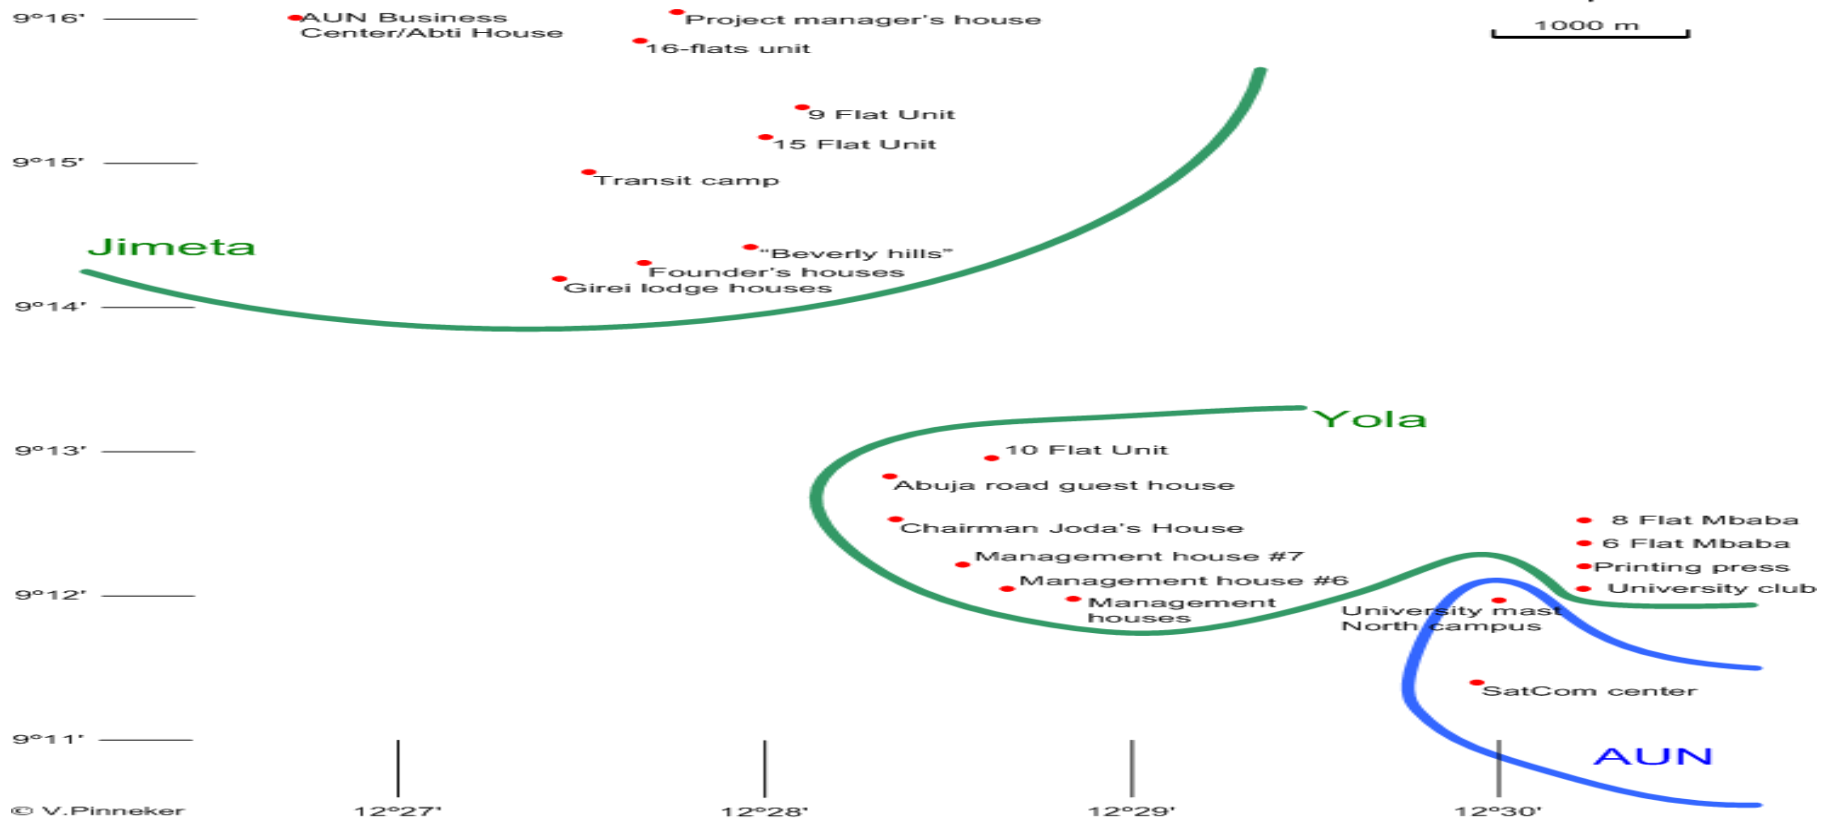 9°16'
AUN Business
Center/Abti House
Project manager's house
16-flats unit
1000 m
9 Flat Unit
15 Flat Unit
9°15'
Transit camp
Jimeta
"Beverly hills"
Founder's houses
Girei lodge houses
9°14'
Yola
9°13'
10 Flat Unit
Abuja road guest house
Chairman Joda's House
8 Flat Mbaba
6 Flat Mbaba
Management house #7
Printing press
Management house #6
University club
9°12'
Management
houses
University mast
North campus
SatCom center
9°11'
AUN
© V.Pinneker
12°27'
12°28'
12°29'
12°30'